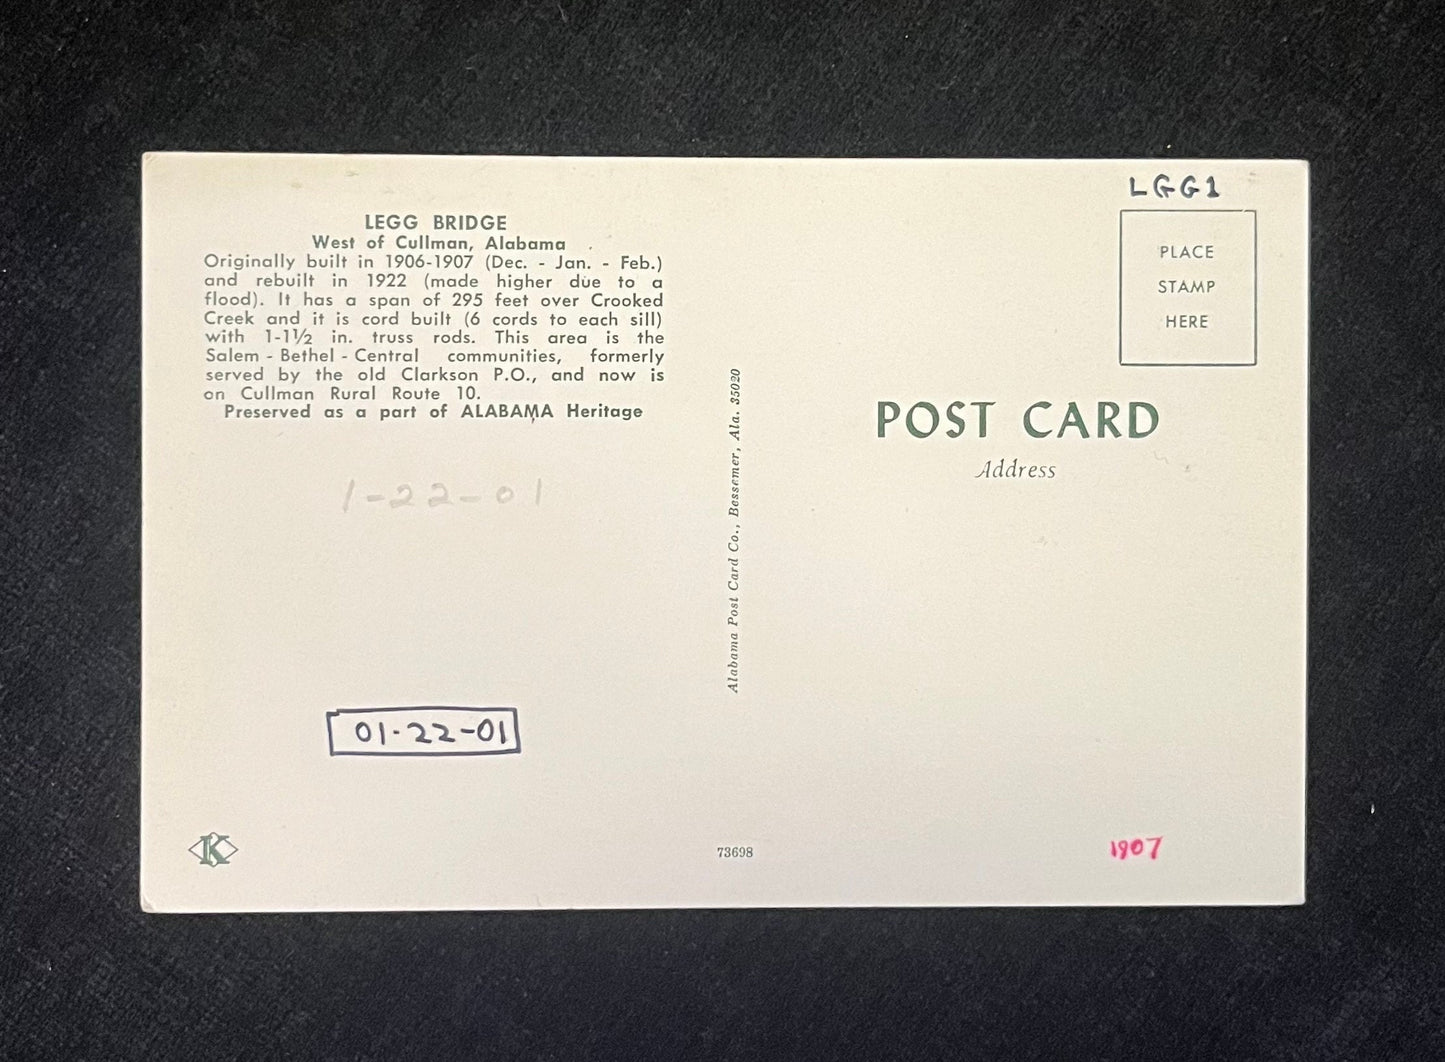 LEGG BRIDGE
West of Cullman, Alabama
Originally built in 1906-1907 (Dec. - Jan. - Feb.)
and rebuilt in 1922 (made higher due to a
flood). It has a span of 295 feet over Crooked
Creek and it is cord built (6 cords to each sill)
with 1-1½ in. truss rods. This area is the
Salem - Bethel - Central communities, formerly
served by the old Clarkson P.O., and now is
on Cullman Rural Route 10.
Preserved as a part of ALABAMA Heritage
1-22-01
01-22-01
K
Alabama Post Card Co., Bessemer, Ala. 35020
73698
LGG1
PLACE
STAMP
HERE
POST CARD
Address
1907